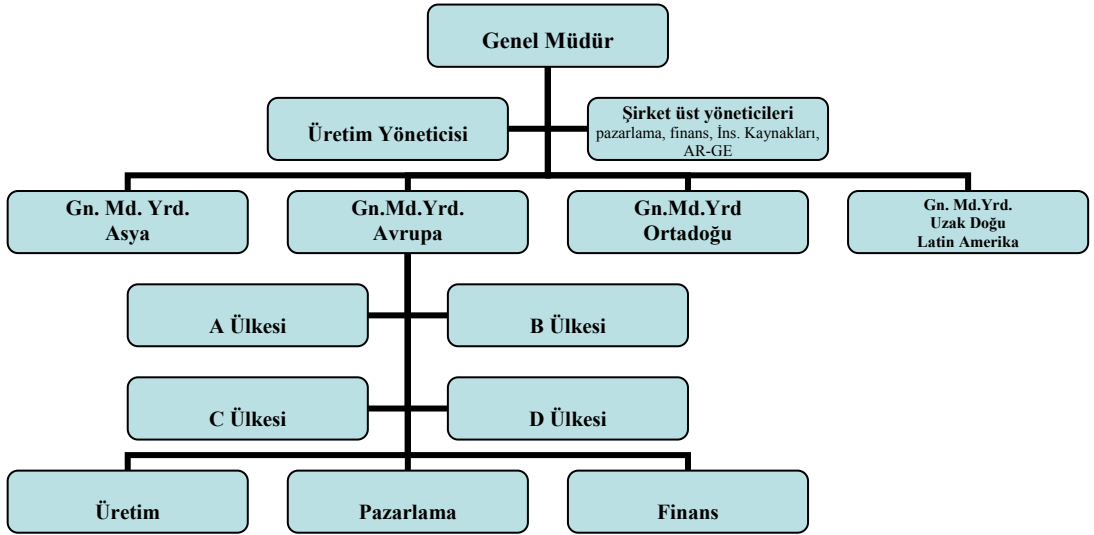 Genel Müdür
Üretim Yöneticisi
Şirket üst yöneticileri
pazarlama, finans, İns. Kaynakları,
AR-GE
Gn. Md. Yrd.
Asya
Gn.Md.Yrd.
Avrupa
Gn.Md.Yrd
Ortadoğu
Gn. Md.Yrd.
Uzak Doğu
Latin Amerika
A Ülkesi
B Ülkesi
C Ülkesi
D Ülkesi
Üretim
Pazarlama
Finans